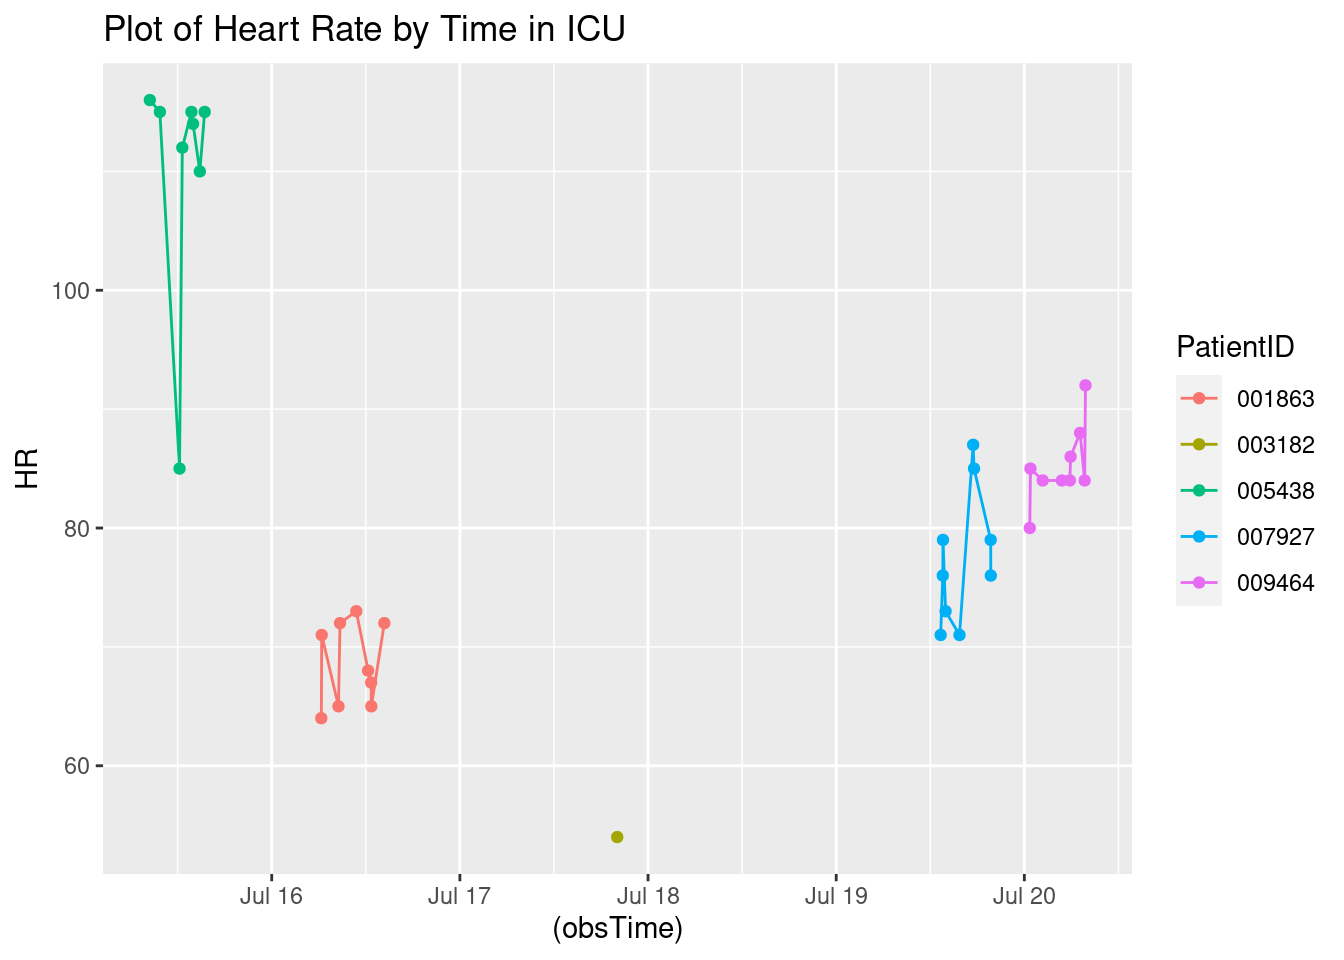 Plot of Heart Rate by Time in ICU
100
80
60
HR
Jul 16 Jul 17 Jul 18 Jul 19 Jul 20
(obsTime)
PatientID
001863
003182
005438
007927
009464